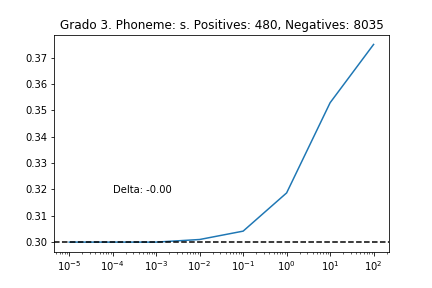 Grado 3. Phoneme: s. Positives: 480, Negatives: 8035
0.37
0.36
0.35
0.34
0.33
0.32
0.31
0.30
Delta: -0.00
10⁻⁵ 10⁻⁴ 10⁻³ 10⁻² 10⁻¹ 10⁰ 10¹ 10²